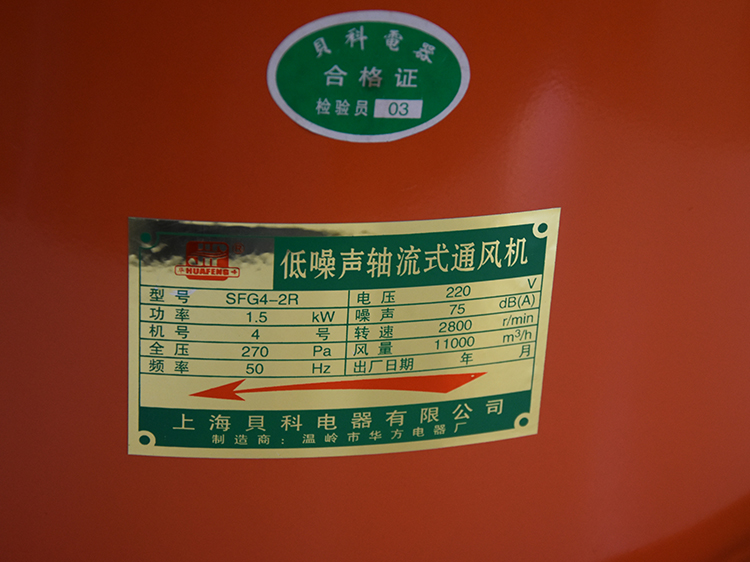 貝科電器
合格证
检验员 03
HUAFENG
低噪声轴流式通风机
型号 SFG4-2R 电压 220 V
功率 1.5 kW 噪声 75 dB(A)
机号 4 号 转速 2800 r/min
全压 270 Pa 风量 11000 m³/h
频率 50 Hz 出厂日期 年 月
上海貝科电器有限公司
制造商：温岭市华方电器厂